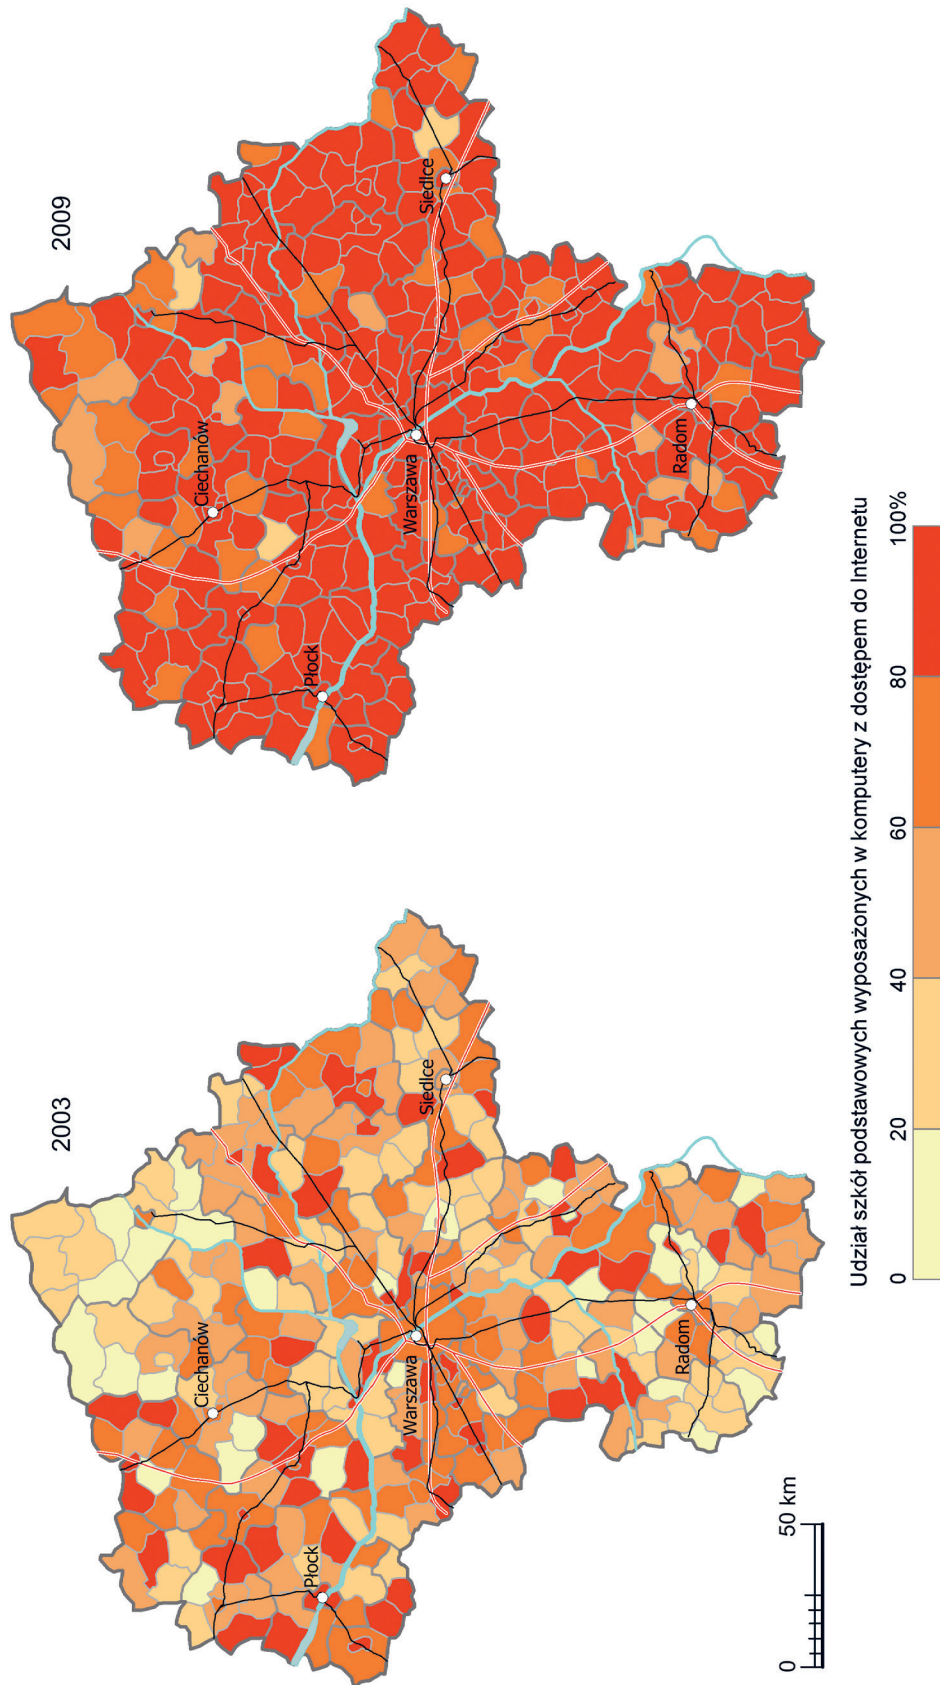 2003
Ciechanów
Płock
Warszawa
Siedlce
Radom
0 50 km
2009
Ciechanów
Płock
Warszawa
Siedlce
Radom
Udział szkół podstawowych wyposażonych w komputery z dostępem do Internetu
0 20 40 60 80 100%